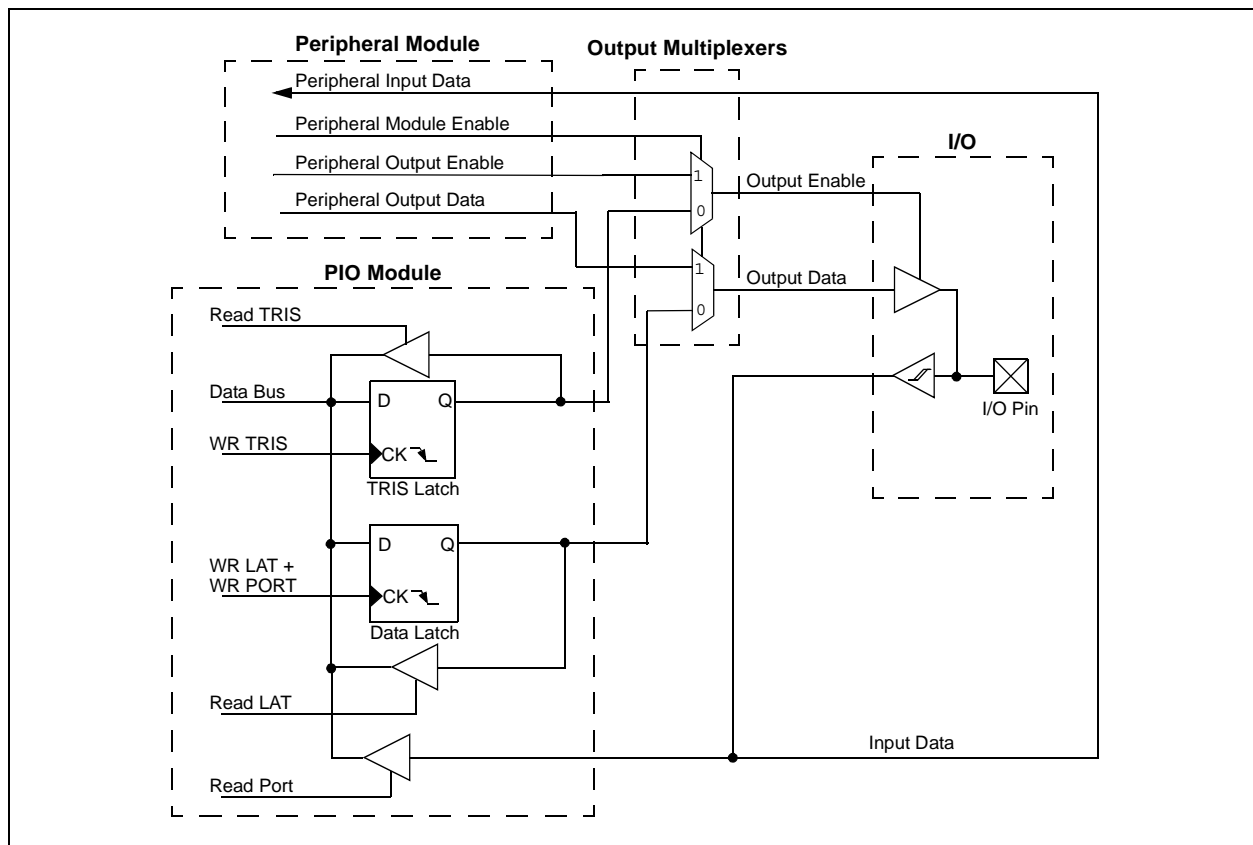 Peripheral Module
Output Multiplexers
Peripheral Input Data
Peripheral Module Enable
Peripheral Output Enable
Peripheral Output Data
1
0
Output Enable
1
0
Output Data
I/O
I/O Pin
PIO Module
Read TRIS
Data Bus
D
Q
WR TRIS
CK
TRIS Latch
D
Q
WR LAT +
WR PORT
CK
Data Latch
Read LAT
Input Data
Read Port